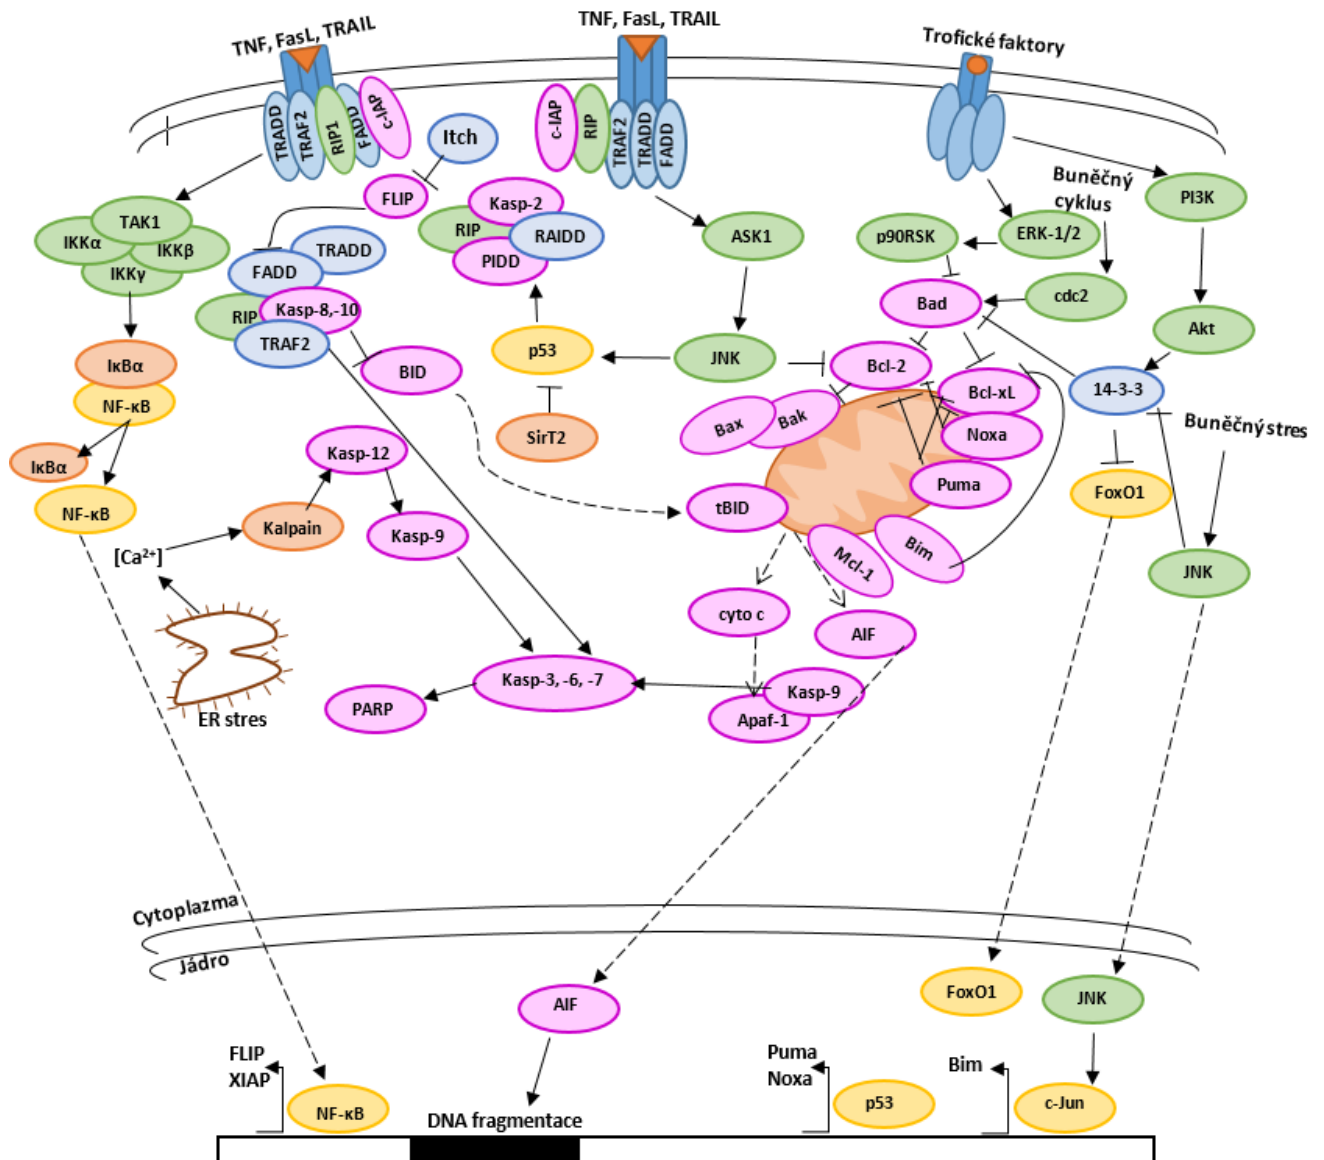 TNF, FasL, TRAIL
TNF, FasL, TRAIL
Trofické faktory
TRADD
TRAF2
RIP1
FADD
c-IAP
Itch
c-IAP
RIP
TRAF2
TRADD
FADD
FLIP
Kasp-2
RIP
RAIDD
PIDD
TAK1
IKKα
IKKβ
IKKγ
TRADD
FADD
RIP
Kasp-8,-10
TRAF2
ASK1
p90RSK
ERK-1/2
Buněčný
cyklus
PI3K
Bad
cdc2
Akt
IκBα
NF-κB
BID
p53
JNK
Bcl-2
Bcl-xL
14-3-3
Bax
Bak
Noxa
Buněčný stres
IκBα
NF-κB
Kasp-12
SirT2
Puma
FoxO1
tBID
Kalpain
Kasp-9
[Ca²⁺]
Mcl-1
Bim
JNK
cyto c
AIF
ER stres
PARP
Kasp-3, -6, -7
Kasp-9
Apaf-1
Cytoplazma
Jádro
AIF
FoxO1
JNK
FLIP
XIAP
NF-κB
DNA fragmentace
Puma
Noxa
p53
Bim
c-Jun